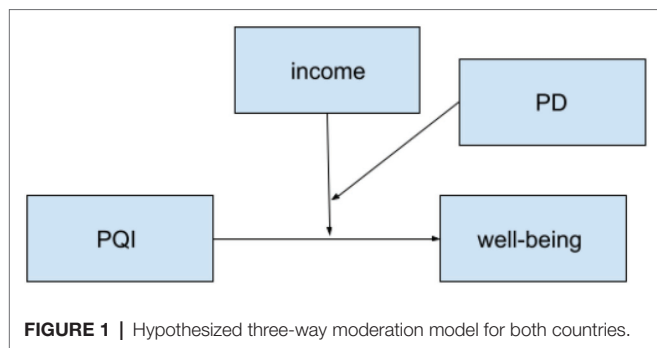 income
PD
PQI
well-being
FIGURE 1 | Hypothesized three-way moderation model for both countries.